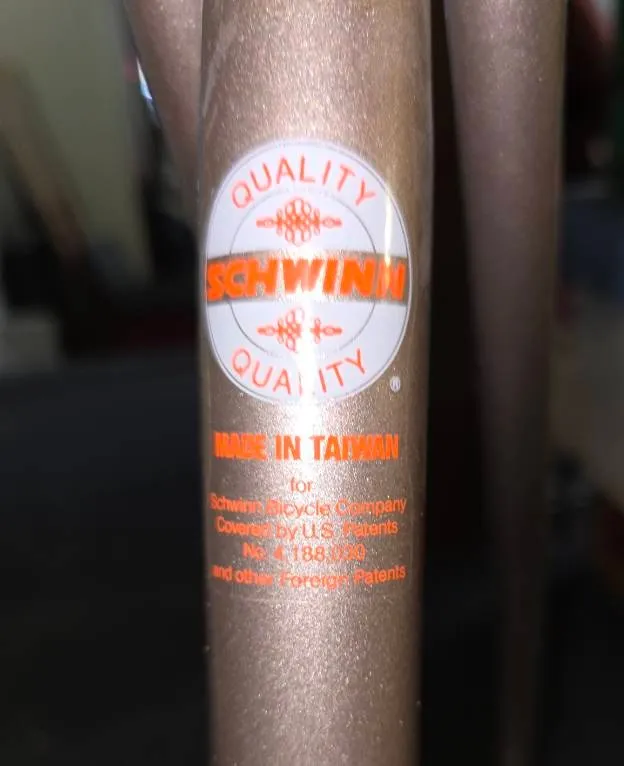 QUALITY
SCHWINN
QUALITY
®
MADE IN TAIWAN
for
Schwinn Bicycle Company
Covered by U.S. Patents
No. 4,188,030
and other Foreign Patents